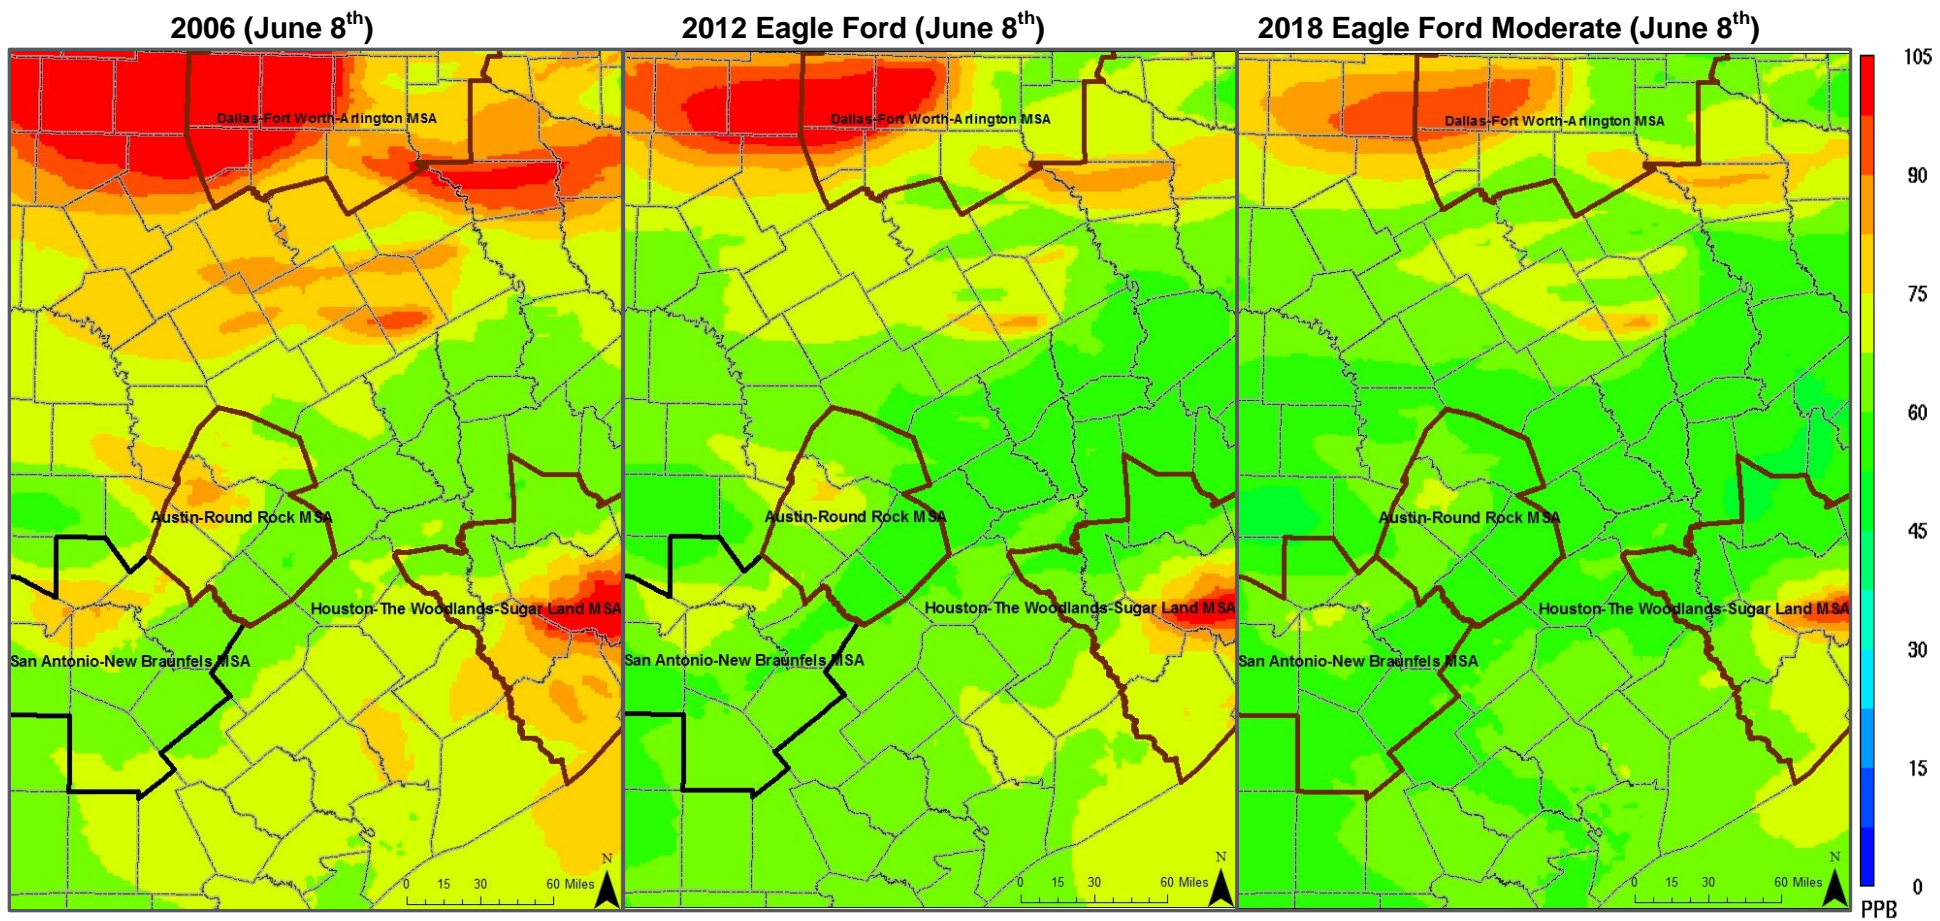 2006 (June 8th)
2012 Eagle Ford (June 8th)
2018 Eagle Ford Moderate (June 8th)
Dallas-Fort Worth-Arlington MSA
Austin-Round Rock MSA
Houston-The Woodlands-Sugar Land MSA
San Antonio-New Braunfels MSA
N
0 15 30 60 Miles
Dallas-Fort Worth-Arlington MSA
Austin-Round Rock MSA
Houston-The Woodlands-Sugar Land MSA
San Antonio-New Braunfels MSA
N
0 15 30 60 Miles
Dallas-Fort Worth-Arlington MSA
Austin-Round Rock MSA
Houston-The Woodlands-Sugar Land MSA
San Antonio-New Braunfels MSA
N
0 15 30 60 Miles
105
90
75
60
45
30
15
0
PPB